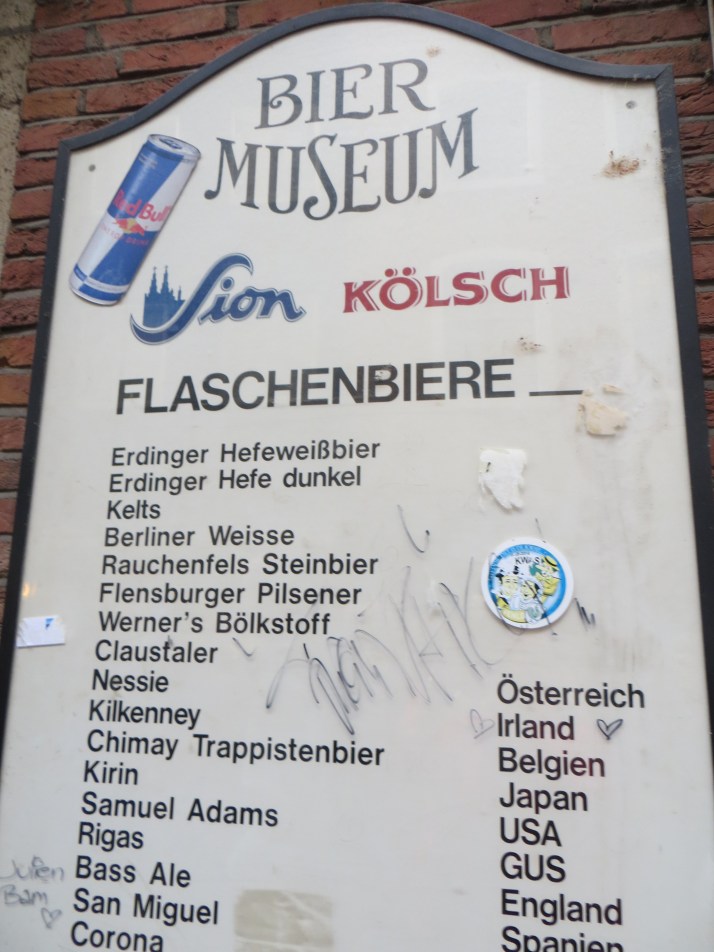 BIER
MUSEUM
Red Bull
Sion KÖLSCH
FLASCHENBIERE
Erdinger Hefeweißbier
Erdinger Hefe dunkel
Kelts
Berliner Weisse
Rauchenfels Steinbier
Flensburger Pilsener
Werner's Bölkstoff
Claustaler
Nessie Österreich
Kilkenney Irland
Chimay Trappistenbier Belgien
Kirin Japan
Samuel Adams USA
Rigas GUS
Bass Ale England
San Miguel Spanien
Corona
Bam